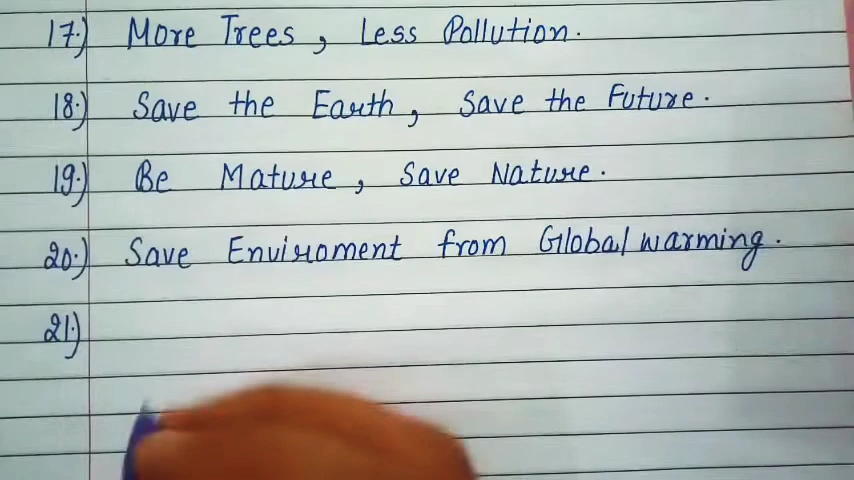 17.) More Trees, Less Pollution.
18.) Save the Earth, Save the Future.
19.) Be Mature, Save Nature.
20.) Save Enviroment from Global warming.
21.)